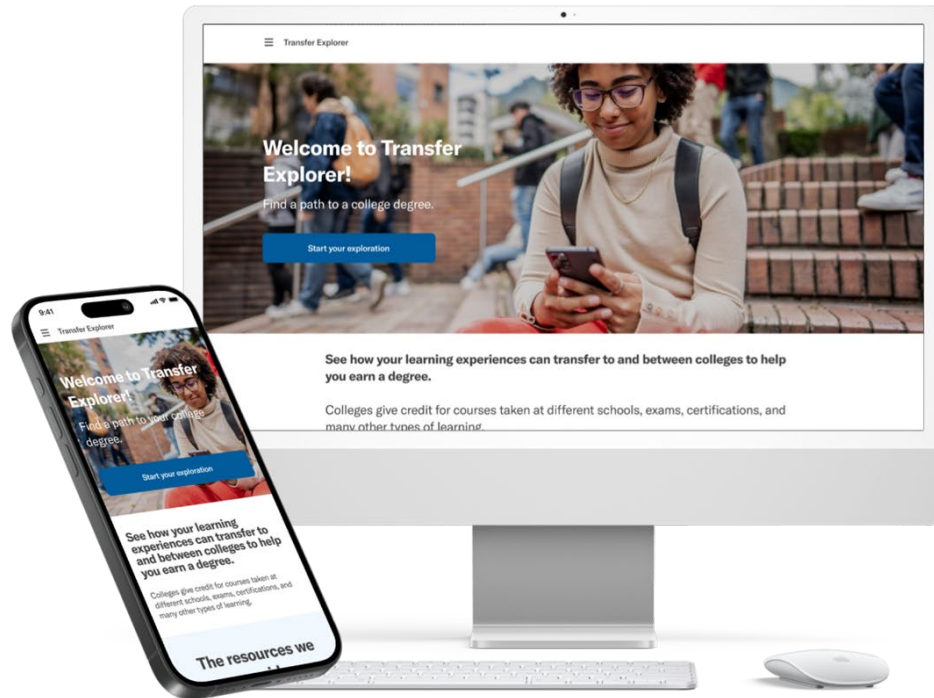 Transfer Explorer
Welcome to Transfer
Explorer!
Find a path to a college degree.
Start your exploration
See how your learning experiences can transfer to and between colleges to help
you earn a degree.
Colleges give credit for courses taken at different schools, exams, certifications, and
many other types of learning.
9:41
Transfer Explorer
Welcome to Transfer
Explorer!
Find a path to your college
degree.
Start your exploration
See how your learning
experiences can transfer to
and between colleges to help
you earn a degree.
Colleges give credit for courses taken at
different schools, exams, certifications, and
many other types of learning.
The resources we